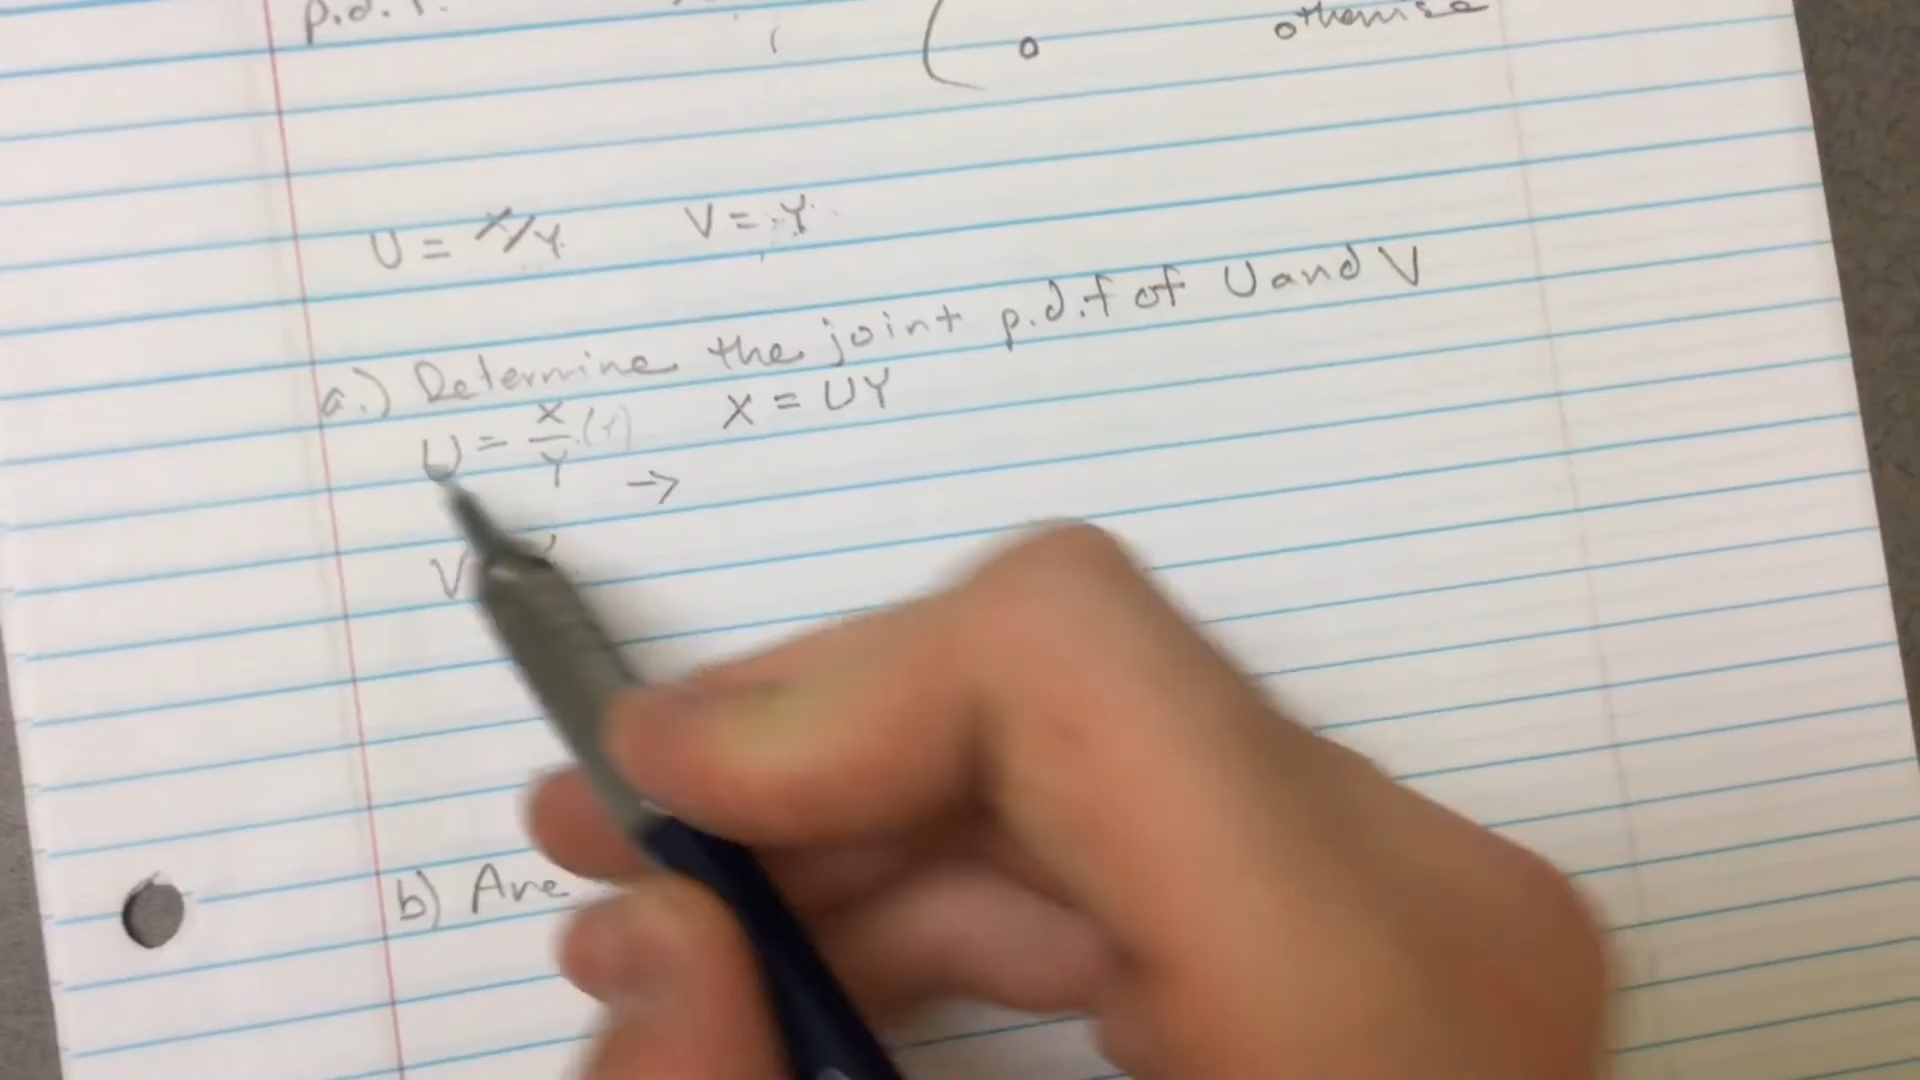 p.d.f.
0 otherwise
U = X/Y V = Y
a.) Determine the joint p.d.f of U and V
U = X/Y (Y) → X = UY
V
b) Are